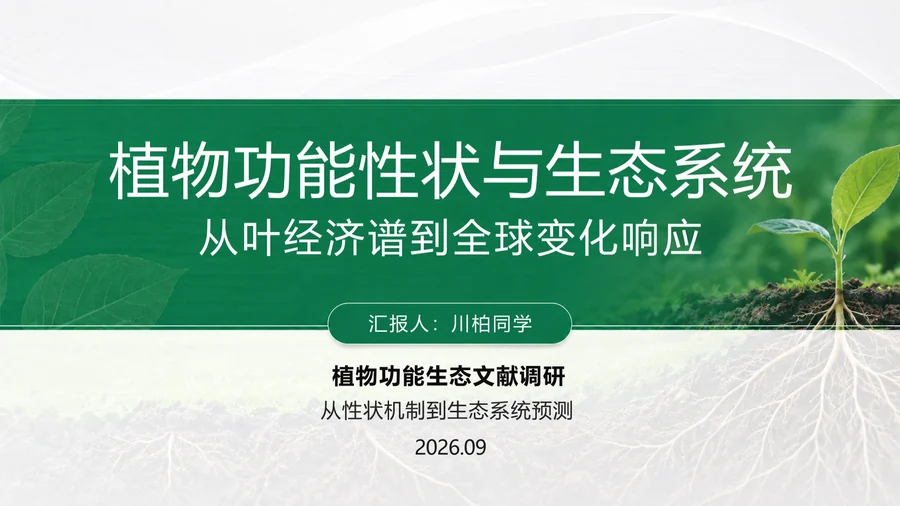 植物功能性状与生态系统
从叶经济谱到全球变化响应
汇报人：川柏同学
植物功能生态文献调研
从性状机制到生态系统预测
2026.09